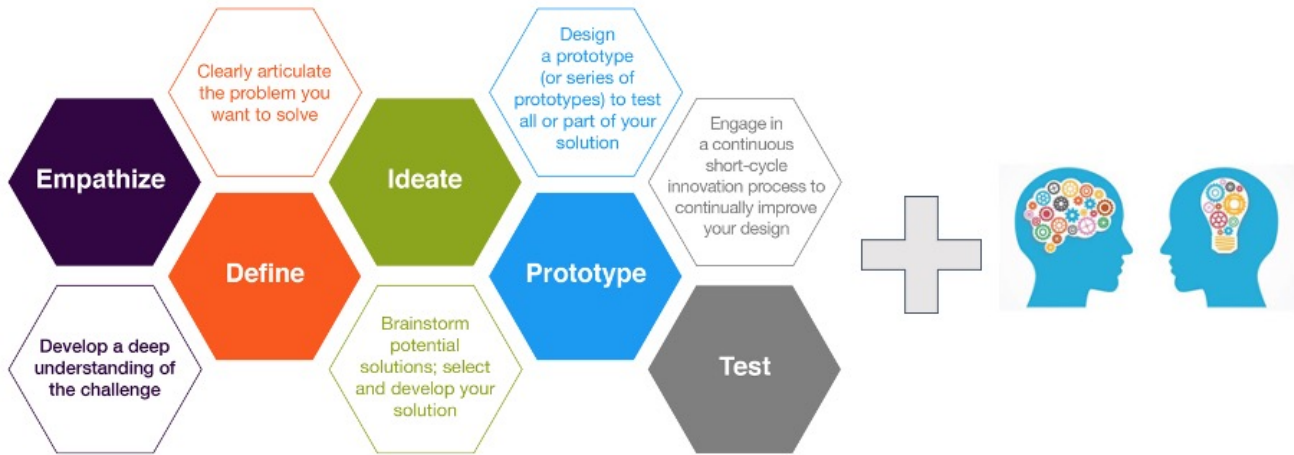 Empathize
Develop a deep
understanding of
the challenge
Clearly articulate
the problem you
want to solve
Define
Ideate
Brainstorm
potential
solutions; select
and develop your
solution
Design
a prototype
(or series of
prototypes) to test
all or part of your
solution
Prototype
Engage in
a continuous
short-cycle
innovation process to
continually improve
your design
Test